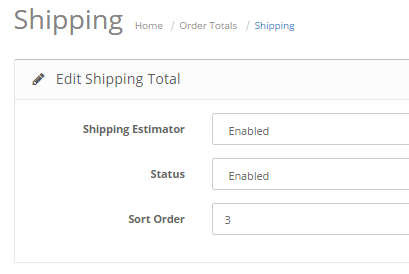 Shipping Home / Order Totals / Shipping
Edit Shipping Total
Shipping Estimator Enabled
Status Enabled
Sort Order 3